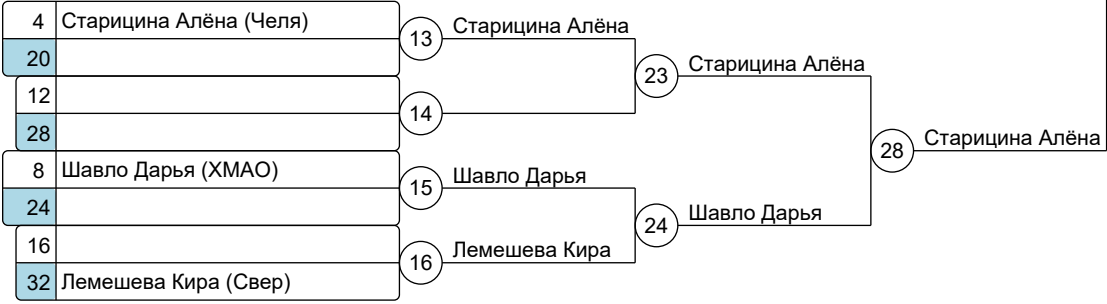 4 Старицина Алёна (Челя)
20
12
28
8 Шавло Дарья (ХМАО)
24
16
32 Лемешева Кира (Свер)
13 Старицина Алёна
14
15 Шавло Дарья
16 Лемешева Кира
23 Старицина Алёна
24 Шавло Дарья
28 Старицина Алёна